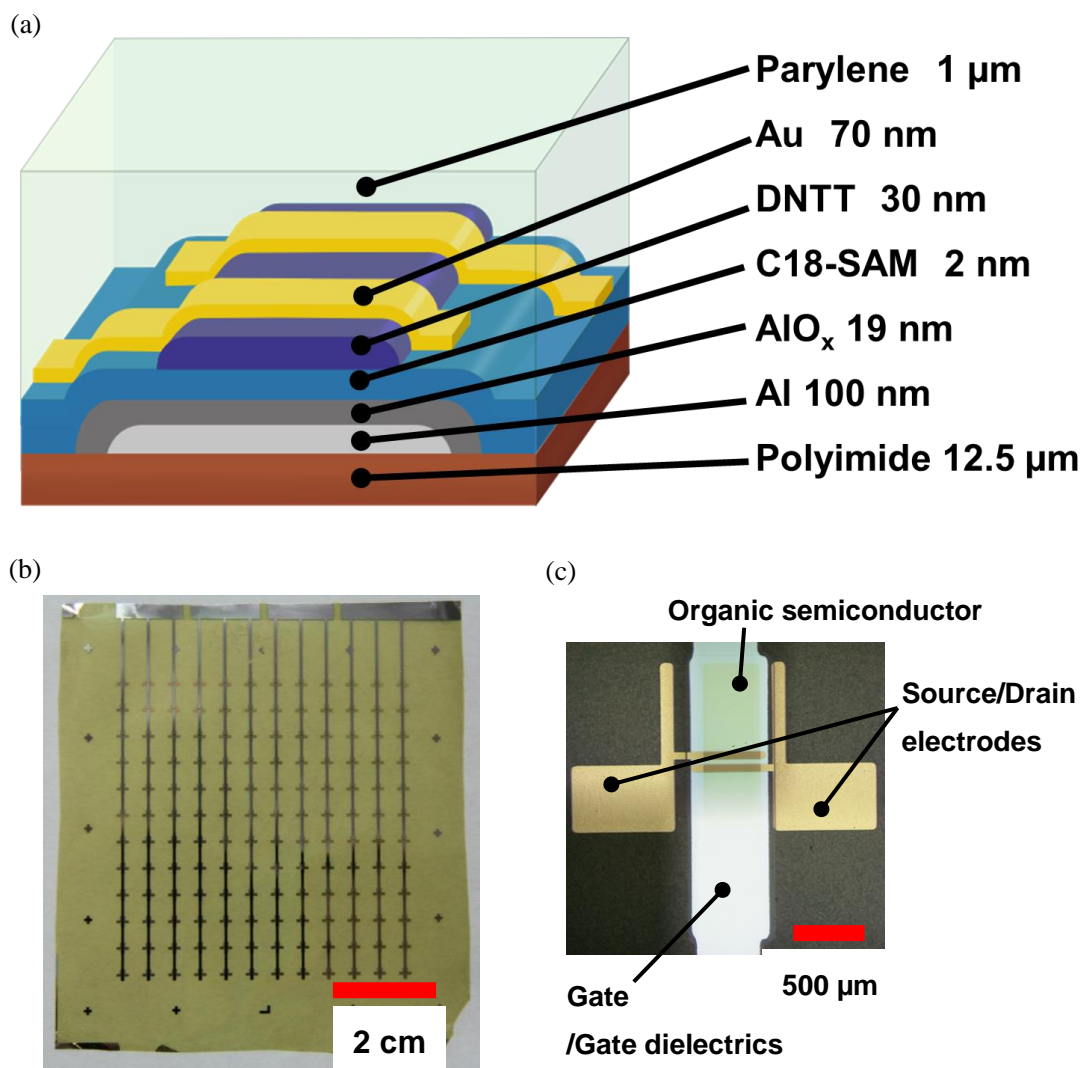 (a)
Parylene 1 µm
Au 70 nm
DNTT 30 nm
C18-SAM 2 nm
AlOₓ 19 nm
Al 100 nm
Polyimide 12.5 µm
(b)
2 cm
(c)
Organic semiconductor
Source/Drain
electrodes
500 µm
Gate
/Gate dielectrics